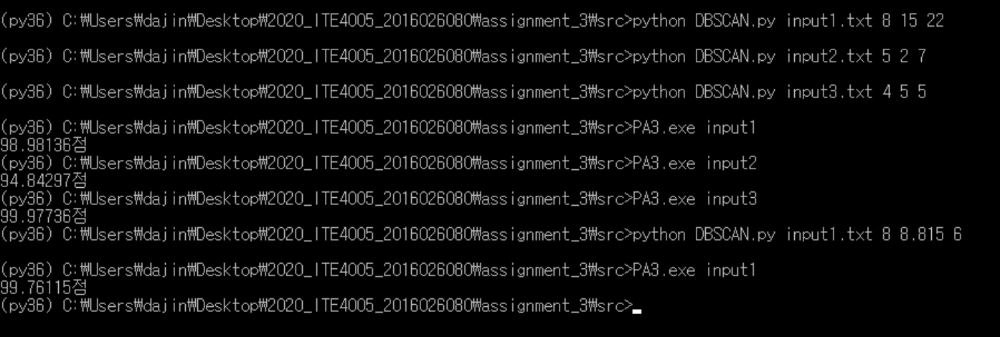 (py36) C:₩Users₩dajin₩Desktop₩2020_ITE4005_2016026080₩assignment_3₩src>python DBSCAN.py input1.txt 8 15 22
(py36) C:₩Users₩dajin₩Desktop₩2020_ITE4005_2016026080₩assignment_3₩src>python DBSCAN.py input2.txt 5 2 7
(py36) C:₩Users₩dajin₩Desktop₩2020_ITE4005_2016026080₩assignment_3₩src>python DBSCAN.py input3.txt 4 5 5
(py36) C:₩Users₩dajin₩Desktop₩2020_ITE4005_2016026080₩assignment_3₩src>PA3.exe input1
98.98136점
(py36) C:₩Users₩dajin₩Desktop₩2020_ITE4005_2016026080₩assignment_3₩src>PA3.exe input2
94.84297점
(py36) C:₩Users₩dajin₩Desktop₩2020_ITE4005_2016026080₩assignment_3₩src>PA3.exe input3
99.97736점
(py36) C:₩Users₩dajin₩Desktop₩2020_ITE4005_2016026080₩assignment_3₩src>python DBSCAN.py input1.txt 8 8.815 6
(py36) C:₩Users₩dajin₩Desktop₩2020_ITE4005_2016026080₩assignment_3₩src>PA3.exe input1
99.76115점
(py36) C:₩Users₩dajin₩Desktop₩2020_ITE4005_2016026080₩assignment_3₩src>